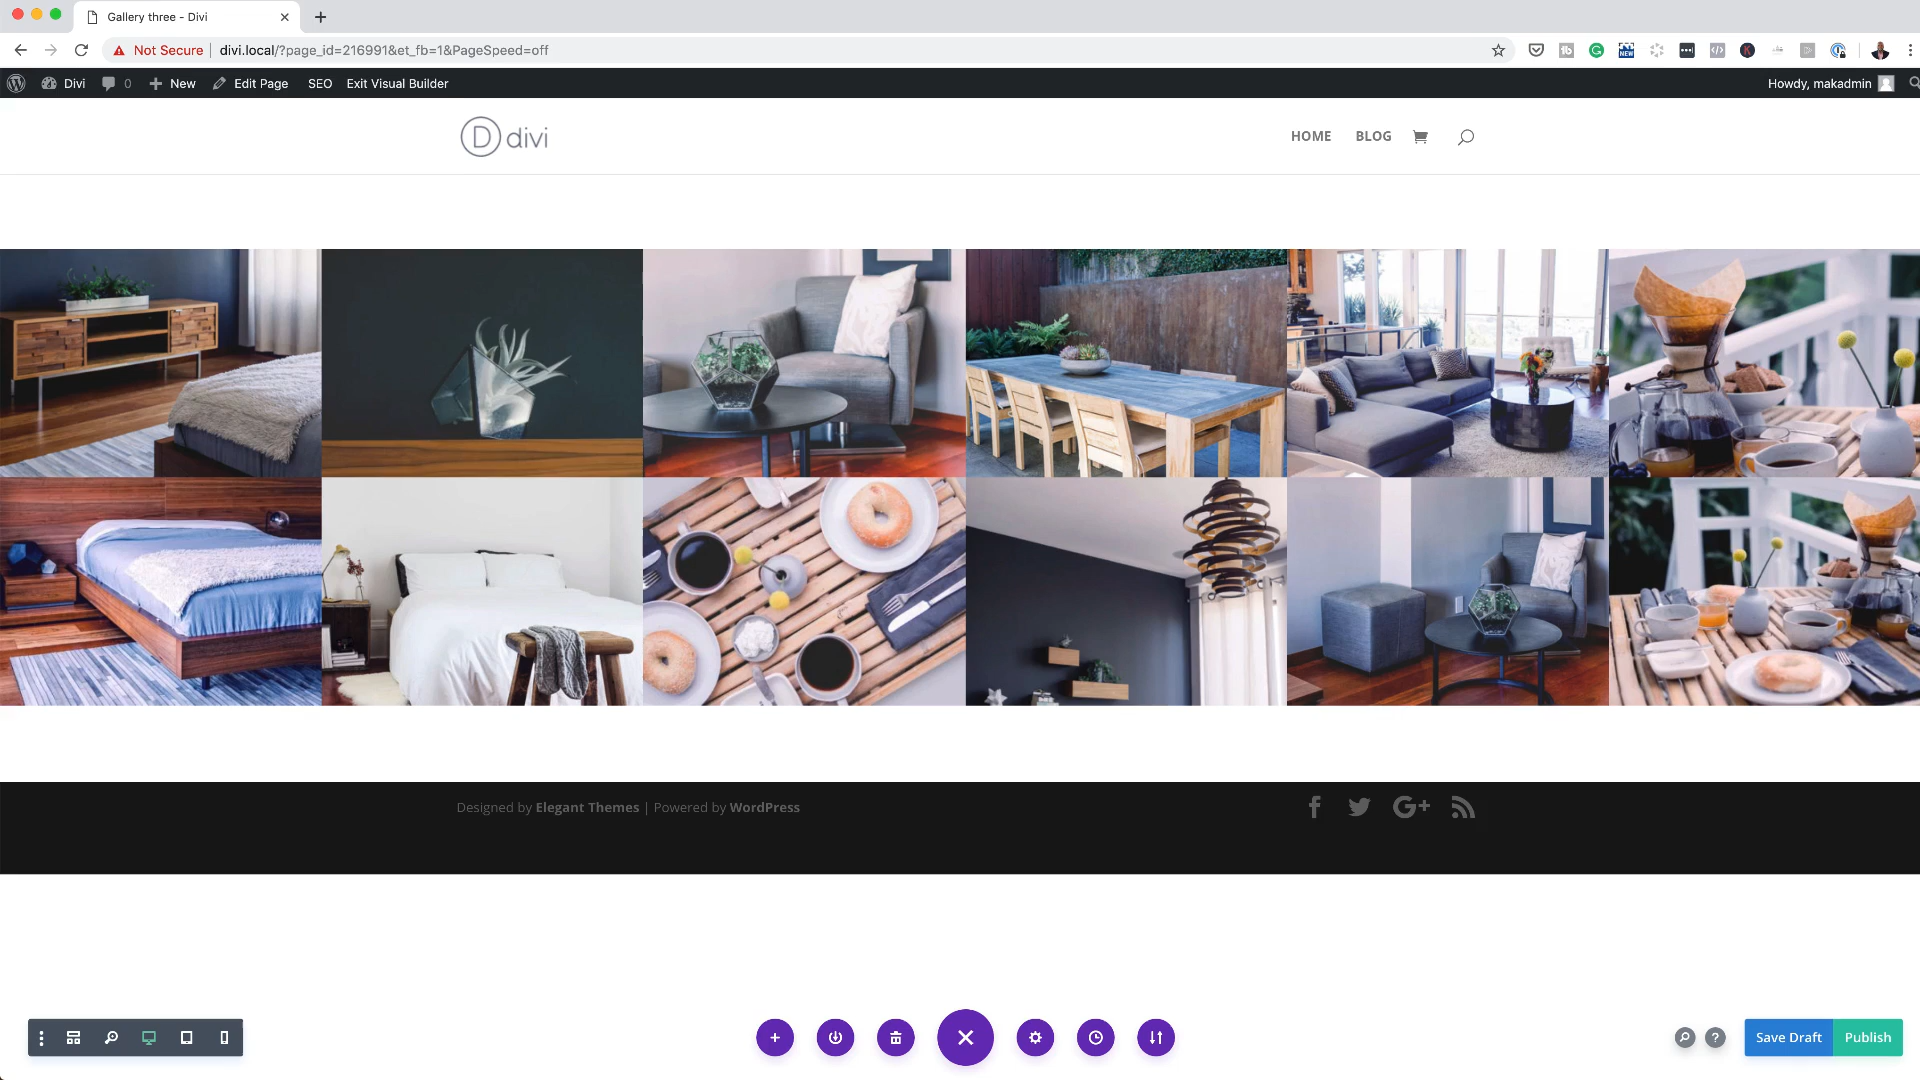 Gallery three - Divi
Not Secure | divi.local/?page_id=216991&et_fb=1&PageSpeed=off
NEW
Divi 0 New Edit Page SEO Exit Visual Builder Howdy, makadmin
D divi
HOME BLOG
Designed by Elegant Themes | Powered by WordPress
G+
? Save Draft Publish